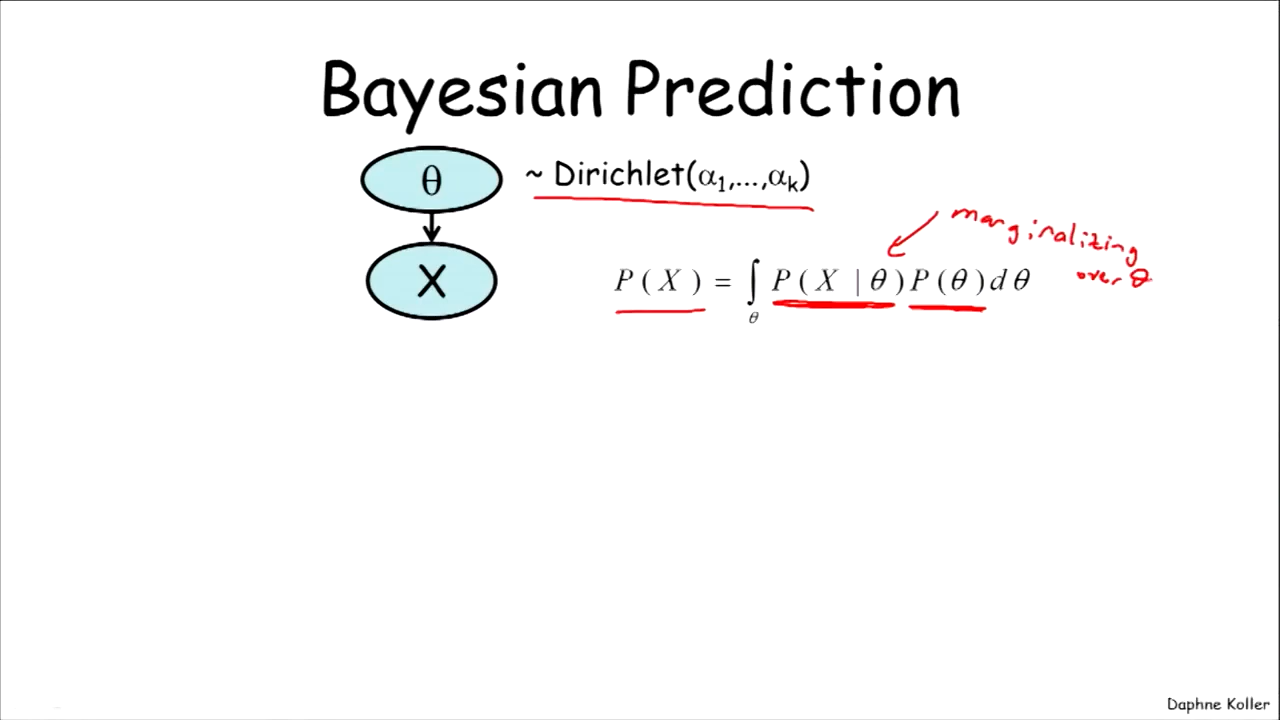 Bayesian Prediction
θ
~ Dirichlet(α₁,...,αₖ)
marginalizing
over θ
X
P(X) = ∫θ P(X | θ)P(θ)dθ
Daphne Koller